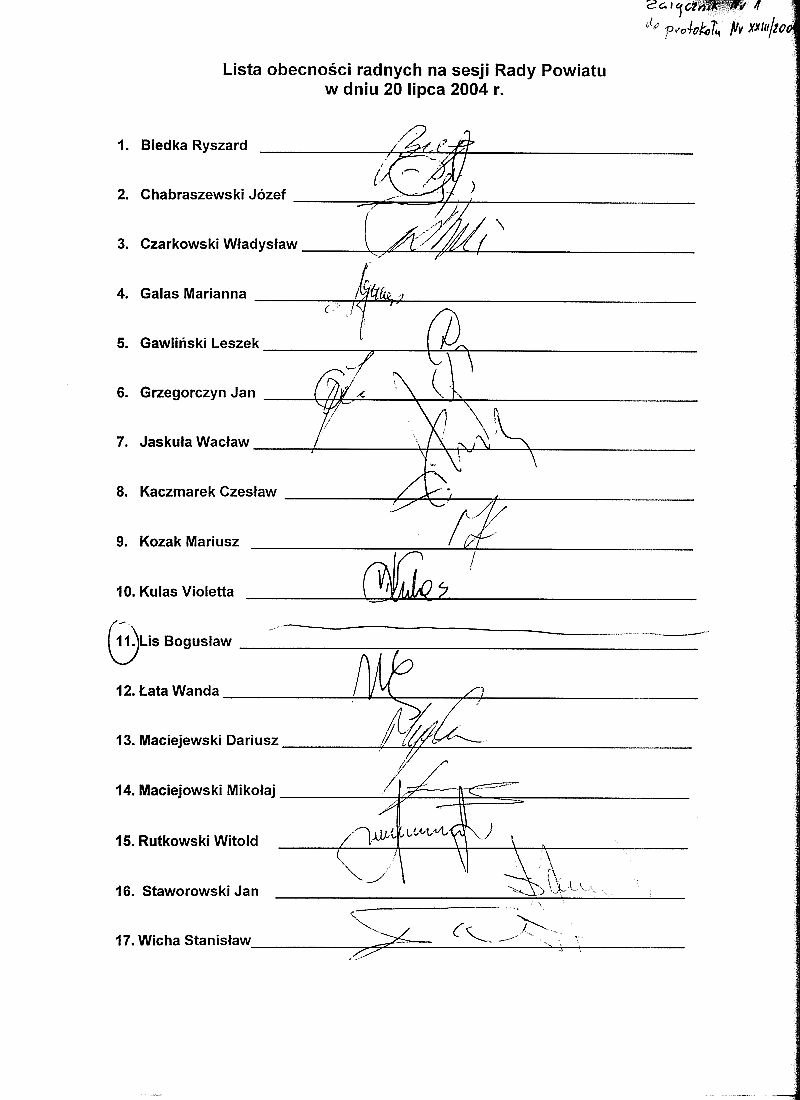 Załącznik Nr 1
do protokołu Nr XXIII/200
Lista obecności radnych na sesji Rady Powiatu
w dniu 20 lipca 2004 r.
1. Bledka Ryszard
2. Chabraszewski Józef
3. Czarkowski Władysław
4. Galas Marianna
5. Gawliński Leszek
6. Grzegorczyn Jan
7. Jaskuła Wacław
8. Kaczmarek Czesław
9. Kozak Mariusz
10. Kulas Violetta
11. Lis Bogusław
12. Łata Wanda
13. Maciejewski Dariusz
14. Maciejowski Mikołaj
15. Rutkowski Witold
16. Staworowski Jan
17. Wicha Stanisław